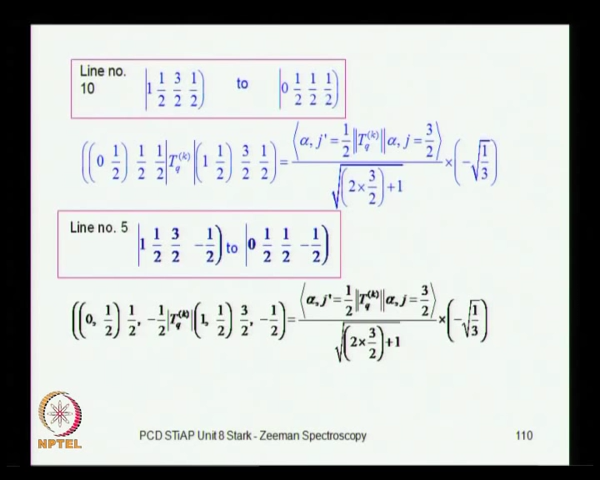 Line no. 10 |1 1/2 3/2 1/2) to |0 1/2 1/2 1/2)
((0 1/2) 1/2 1/2|T_q^(k)|(1 1/2) 3/2 1/2) = ⟨α, j' = 1/2||T_q^(k)||α, j = 3/2⟩ / √((2×3/2)+1) × (−√(1/3))
Line no. 5 |1 1/2 3/2 −1/2) to |0 1/2 1/2 −1/2)
((0, 1/2) 1/2, −1/2|T_q^(k)|(1, 1/2) 3/2, −1/2) = ⟨α, j' = 1/2||T_q^(k)||α, j = 3/2⟩ / √((2×3/2)+1) × (−√(1/3))
NPTEL
PCD STiAP Unit 8 Stark - Zeeman Spectroscopy 110